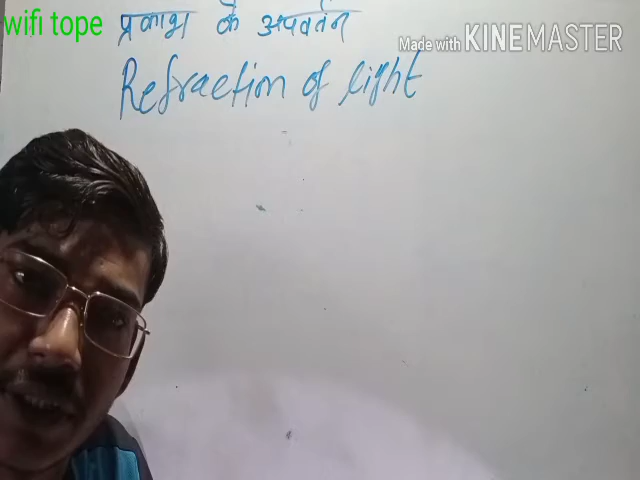 wifi tope
प्रकाश के अपवर्तन
Made with KINEMASTER
Refraction of light